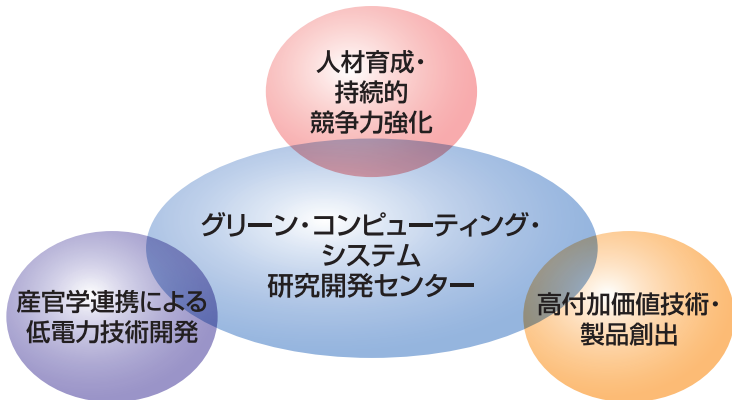 人材育成・
持続的
競争力強化
グリーン・コンピューティング・
システム
研究開発センター
産官学連携による
低電力技術開発
高付加価値技術・
製品創出